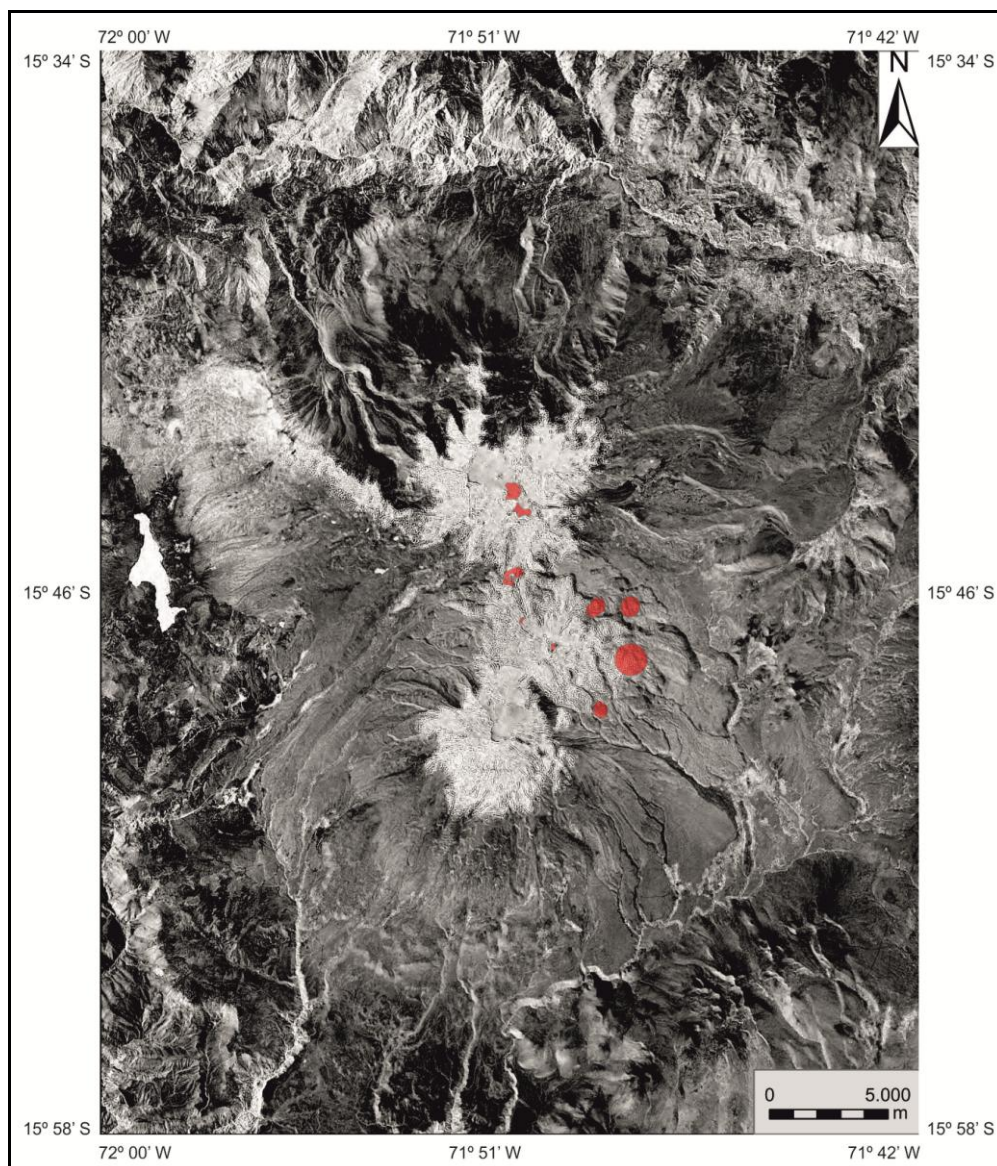 72º 00’ W 71º 51’ W 71º 42’ W
15º 34’ S 15º 34’ S
N
15º 46’ S 15º 46’ S
0 5.000
m
15º 58’ S 15º 58’ S
72º 00’ W 71º 51’ W 71º 42’ W